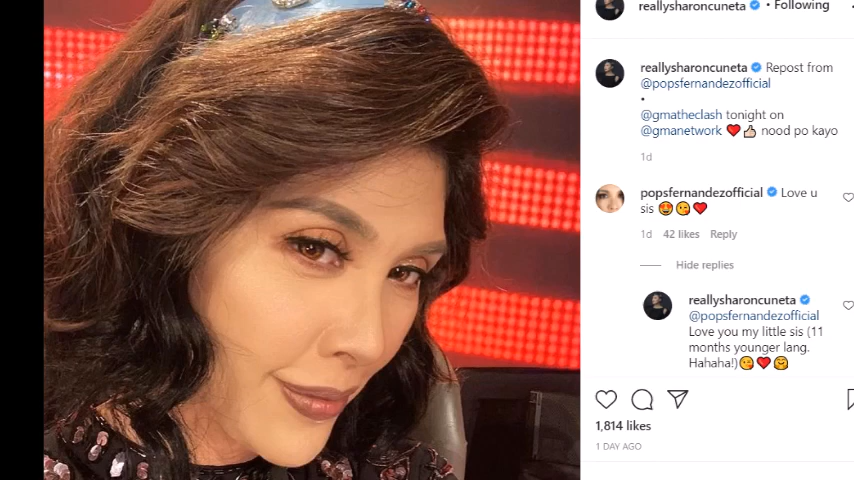 reallysharoncuneta • Following
reallysharoncuneta Repost from
@popsfernandezofficial
•
@gmatheclash tonight on
@gmanetwork ❤️👍🏻 nood po kayo
1d
popsfernandezofficial Love u
sis 😍😘❤️
1d 42 likes Reply
Hide replies
reallysharoncuneta
@popsfernandezofficial
Love you my little sis (11
months younger lang.
Hahaha!)😘❤️🤗
1,814 likes
1 DAY AGO